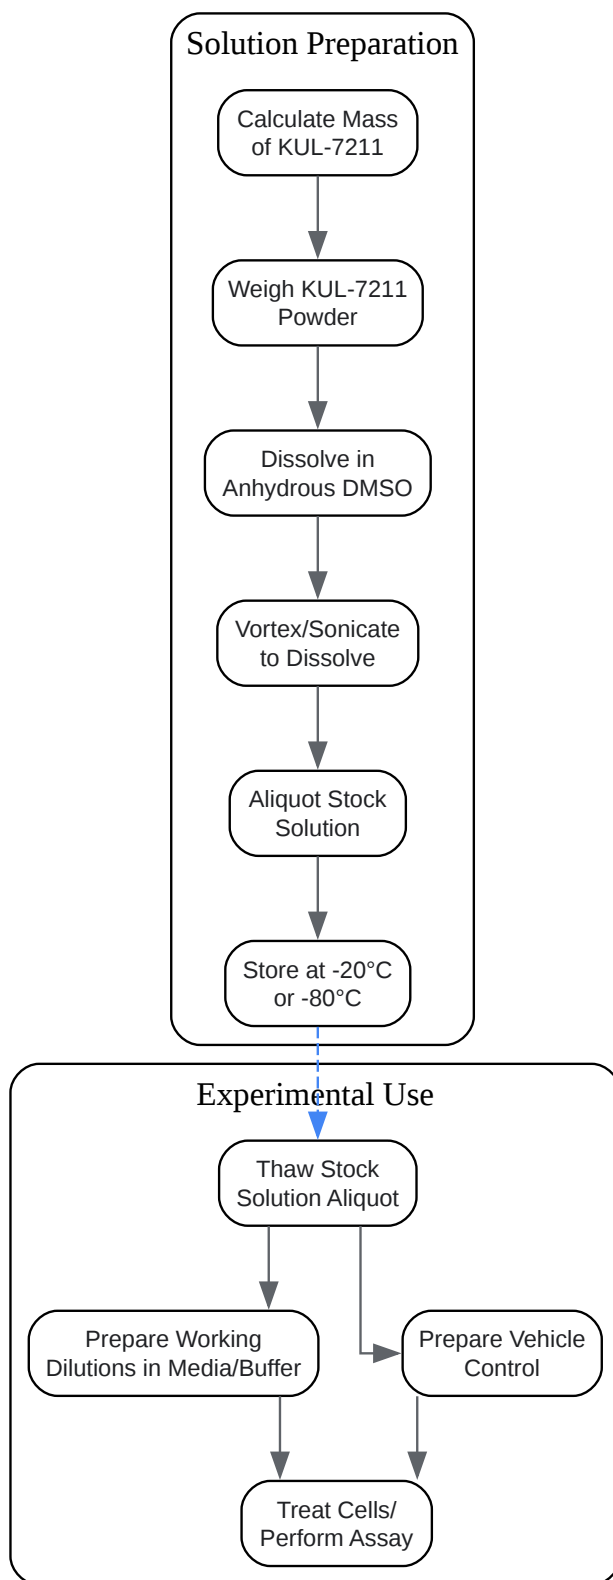 Solution Preparation
Calculate Mass
of KUL-7211
Weigh KUL-7211
Powder
Dissolve in
Anhydrous DMSO
Vortex/Sonicate
to Dissolve
Aliquot Stock
Solution
Store at -20°C
or -80°C
Experimental Use
Thaw Stock
Solution Aliquot
Prepare Working
Dilutions in Media/Buffer
Prepare Vehicle
Control
Treat Cells/
Perform Assay